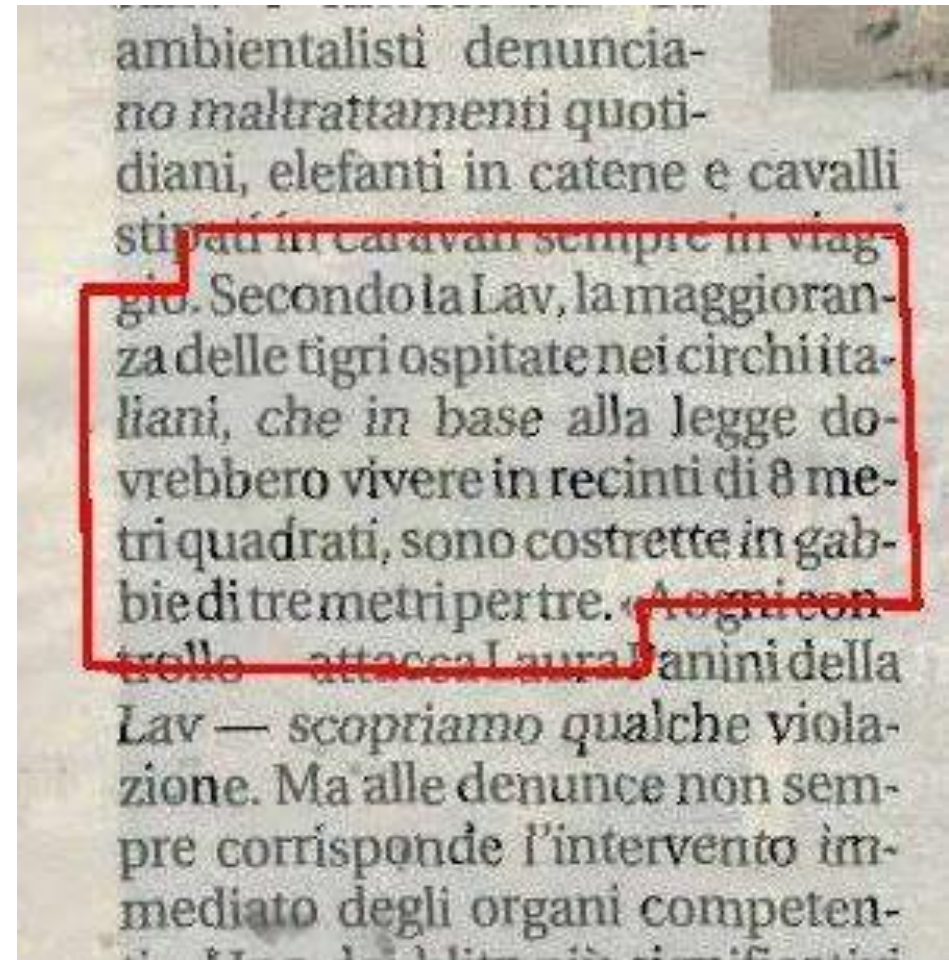 ambientalisti denuncia-
no maltrattamenti quoti-
diani, elefanti in catene e cavalli
stipati in caravan sempre in viag-
gio. Secondo la Lav, la maggioran-
za delle tigri ospitate nei circhi ita-
liani, che in base alla legge do-
vrebbero vivere in recinti di 8 me-
tri quadrati, sono costrette in gab-
bie di tre metri per tre. «A ogni con-
trollo — attacca Laura Panini della
Lav — scopriamo qualche viola-
zione. Ma alle denunce non sem-
pre corrisponde l'intervento im-
mediato degli organi competen-